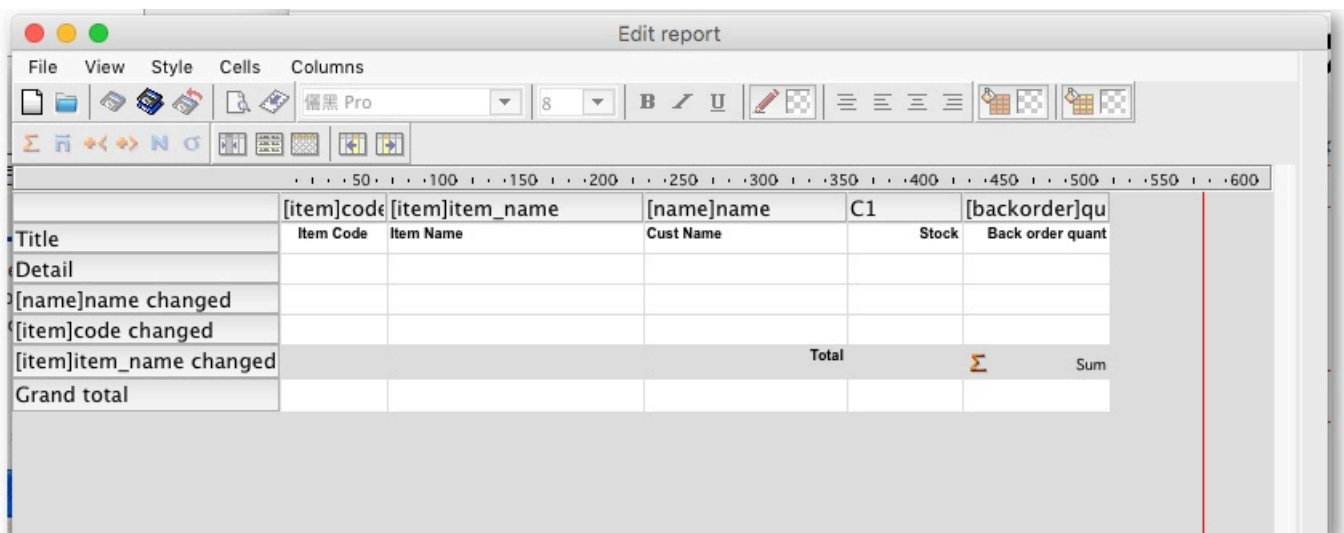 Edit report
File View Style Cells Columns
儷黑 Pro 8 B I U
Σ n N σ
50 100 150 200 250 300 350 400 450 500 550 600
[item]code [item]item_name [name]name C1 [backorder]qu
Title Item Code Item Name Cust Name Stock Back order quant
Detail
[name]name changed
[item]code changed
[item]item_name changed Total Σ Sum
Grand total